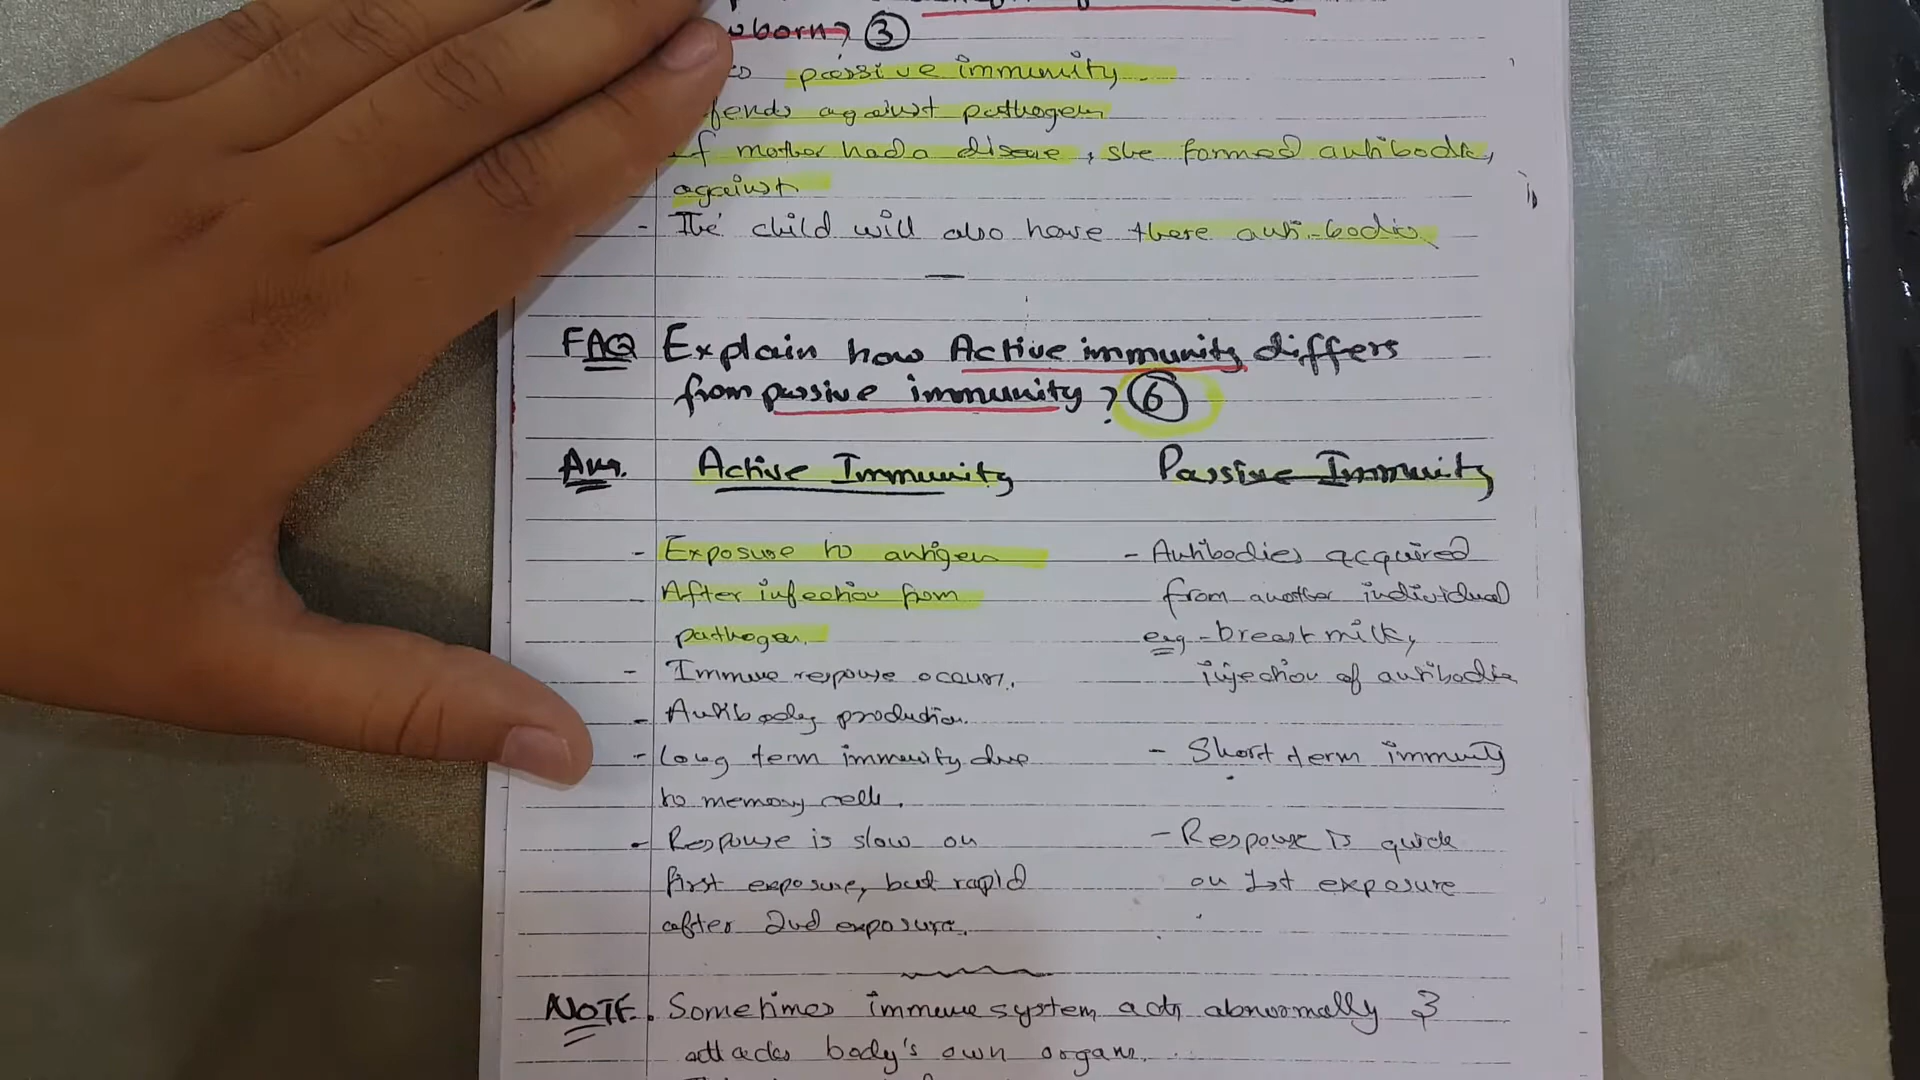 wborn? ③
passive immunity
fends against pathogen
If mother had a disease, she formed antibodies,
against
- The child will also have these anti-bodies
FAQ Explain how Active immunity differs
from passive immunity? ⑥
Ans. Active Immunity Passive Immunity
- Exposure to antigen - Antibodies acquired
After infection from from another individual
pathogen. e.g - breast milk,
- Immune response occurs. injection of antibodies
- Antibody production.
- Long term immunity due - Short term immunity
to memory cells.
- Response is slow on - Response is quick
first exposure, but rapid on 1st exposure
after 2nd exposure.
NOTE. Sometimes immune system acts abnormally &
attacks body's own organs.